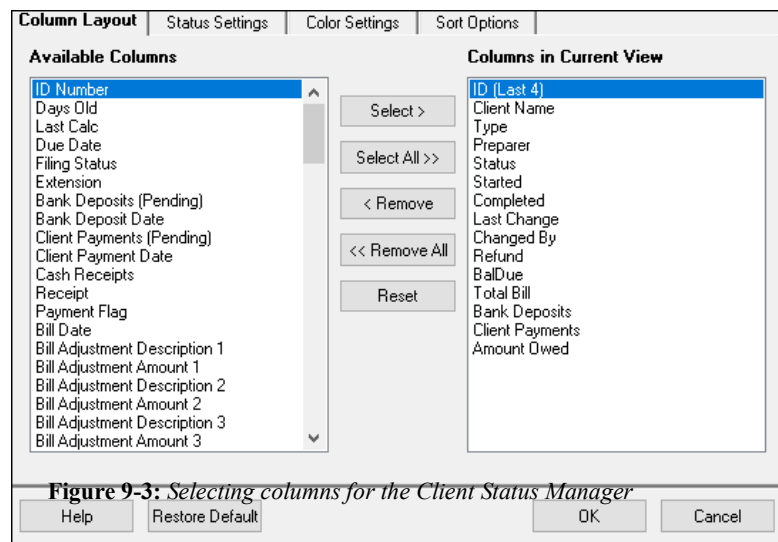 Column Layout
Status Settings
Color Settings
Sort Options
Available Columns
ID Number
Days Old
Last Calc
Due Date
Filing Status
Extension
Bank Deposits (Pending)
Bank Deposit Date
Client Payments (Pending)
Client Payment Date
Cash Receipts
Receipt
Payment Flag
Bill Date
Bill Adjustment Description 1
Bill Adjustment Amount 1
Bill Adjustment Description 2
Bill Adjustment Amount 2
Bill Adjustment Description 3
Bill Adjustment Amount 3
Select >
Select All >>
< Remove
<< Remove All
Reset
Columns in Current View
ID (Last 4)
Client Name
Type
Preparer
Status
Started
Completed
Last Change
Changed By
Refund
BalDue
Total Bill
Bank Deposits
Client Payments
Amount Owed
Figure 9-3: Selecting columns for the Client Status Manager
Help
Restore Default
OK
Cancel